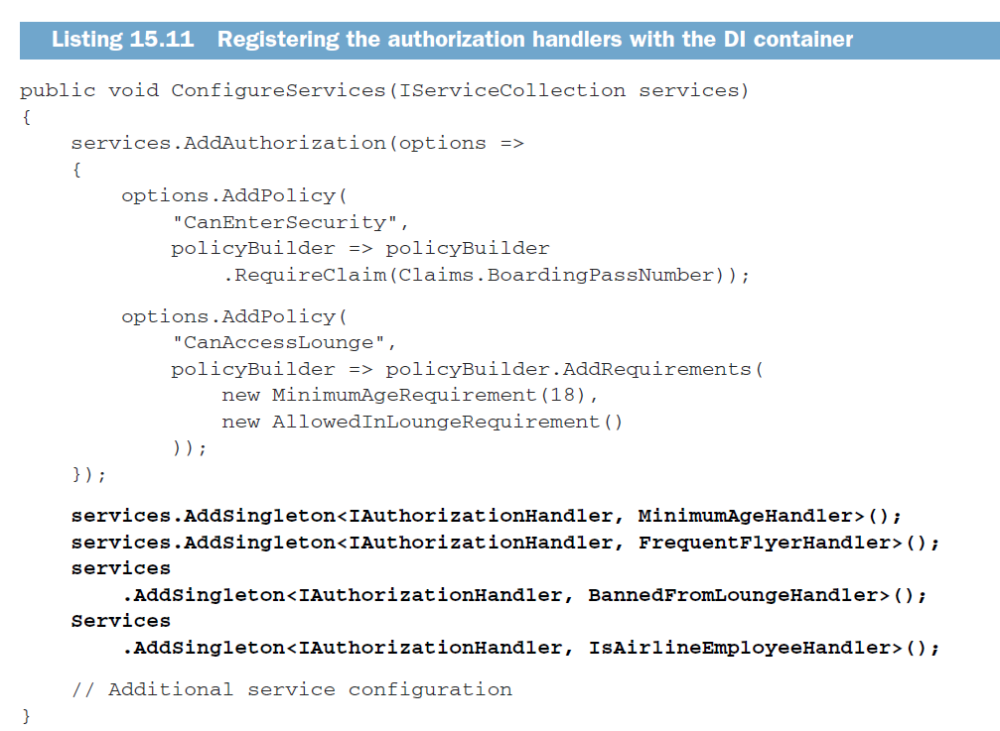 Listing 15.11 Registering the authorization handlers with the DI container
public void ConfigureServices(IServiceCollection services)
{
    services.AddAuthorization(options =>
    {
        options.AddPolicy(
            "CanEnterSecurity",
            policyBuilder => policyBuilder
                .RequireClaim(Claims.BoardingPassNumber));
        options.AddPolicy(
            "CanAccessLounge",
            policyBuilder => policyBuilder.AddRequirements(
                new MinimumAgeRequirement(18),
                new AllowedInLoungeRequirement()
            ));
    });
    services.AddSingleton<IAuthorizationHandler, MinimumAgeHandler>();
    services.AddSingleton<IAuthorizationHandler, FrequentFlyerHandler>();
    services
        .AddSingleton<IAuthorizationHandler, BannedFromLoungeHandler>();
    Services
        .AddSingleton<IAuthorizationHandler, IsAirlineEmployeeHandler>();
    // Additional service configuration
}